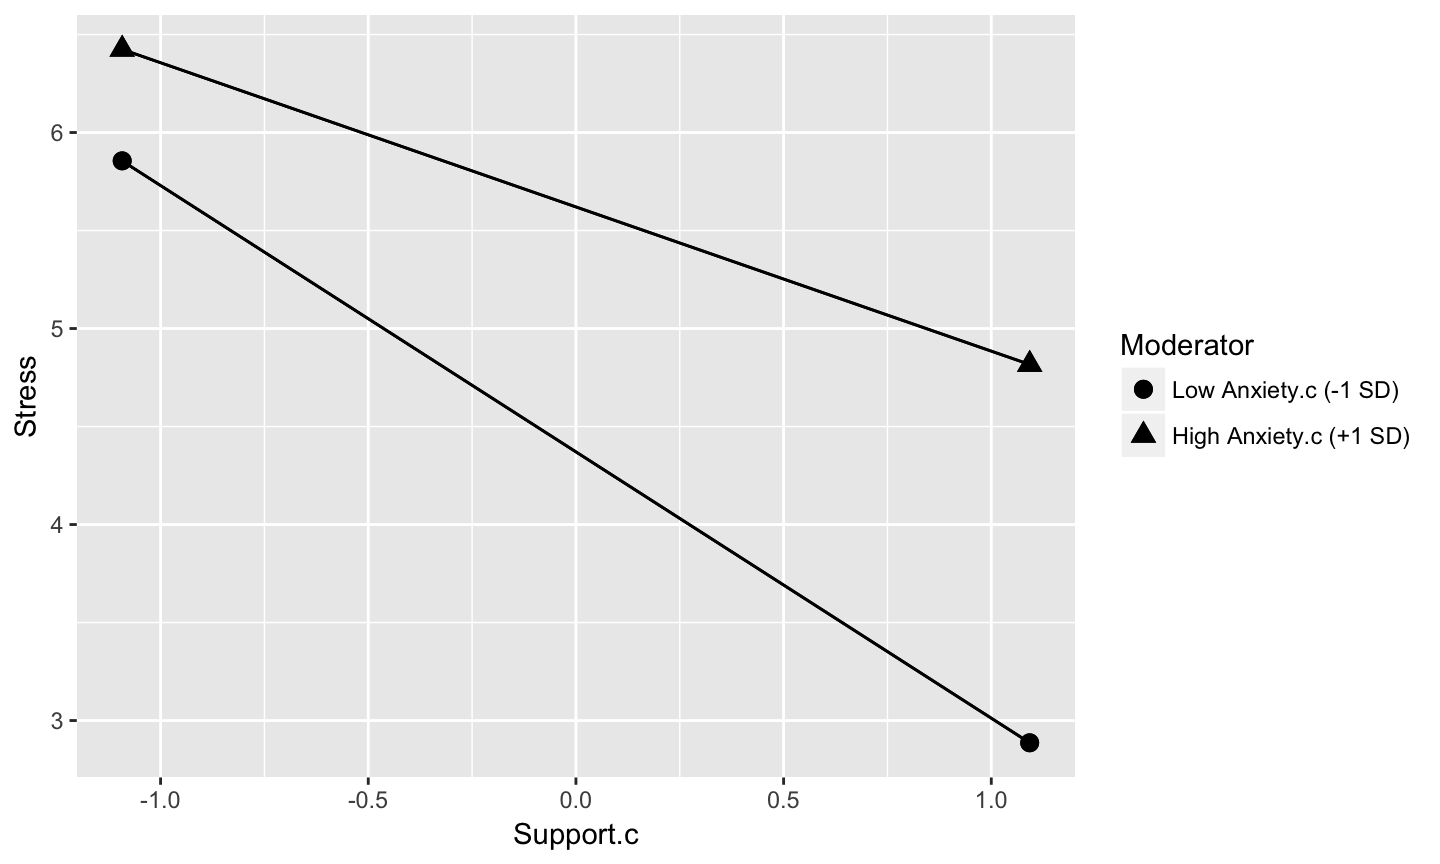 6
5
4
3
Stress
-1.0 -0.5 0.0 0.5 1.0
Support.c
Moderator
Low Anxiety.c (-1 SD)
High Anxiety.c (+1 SD)